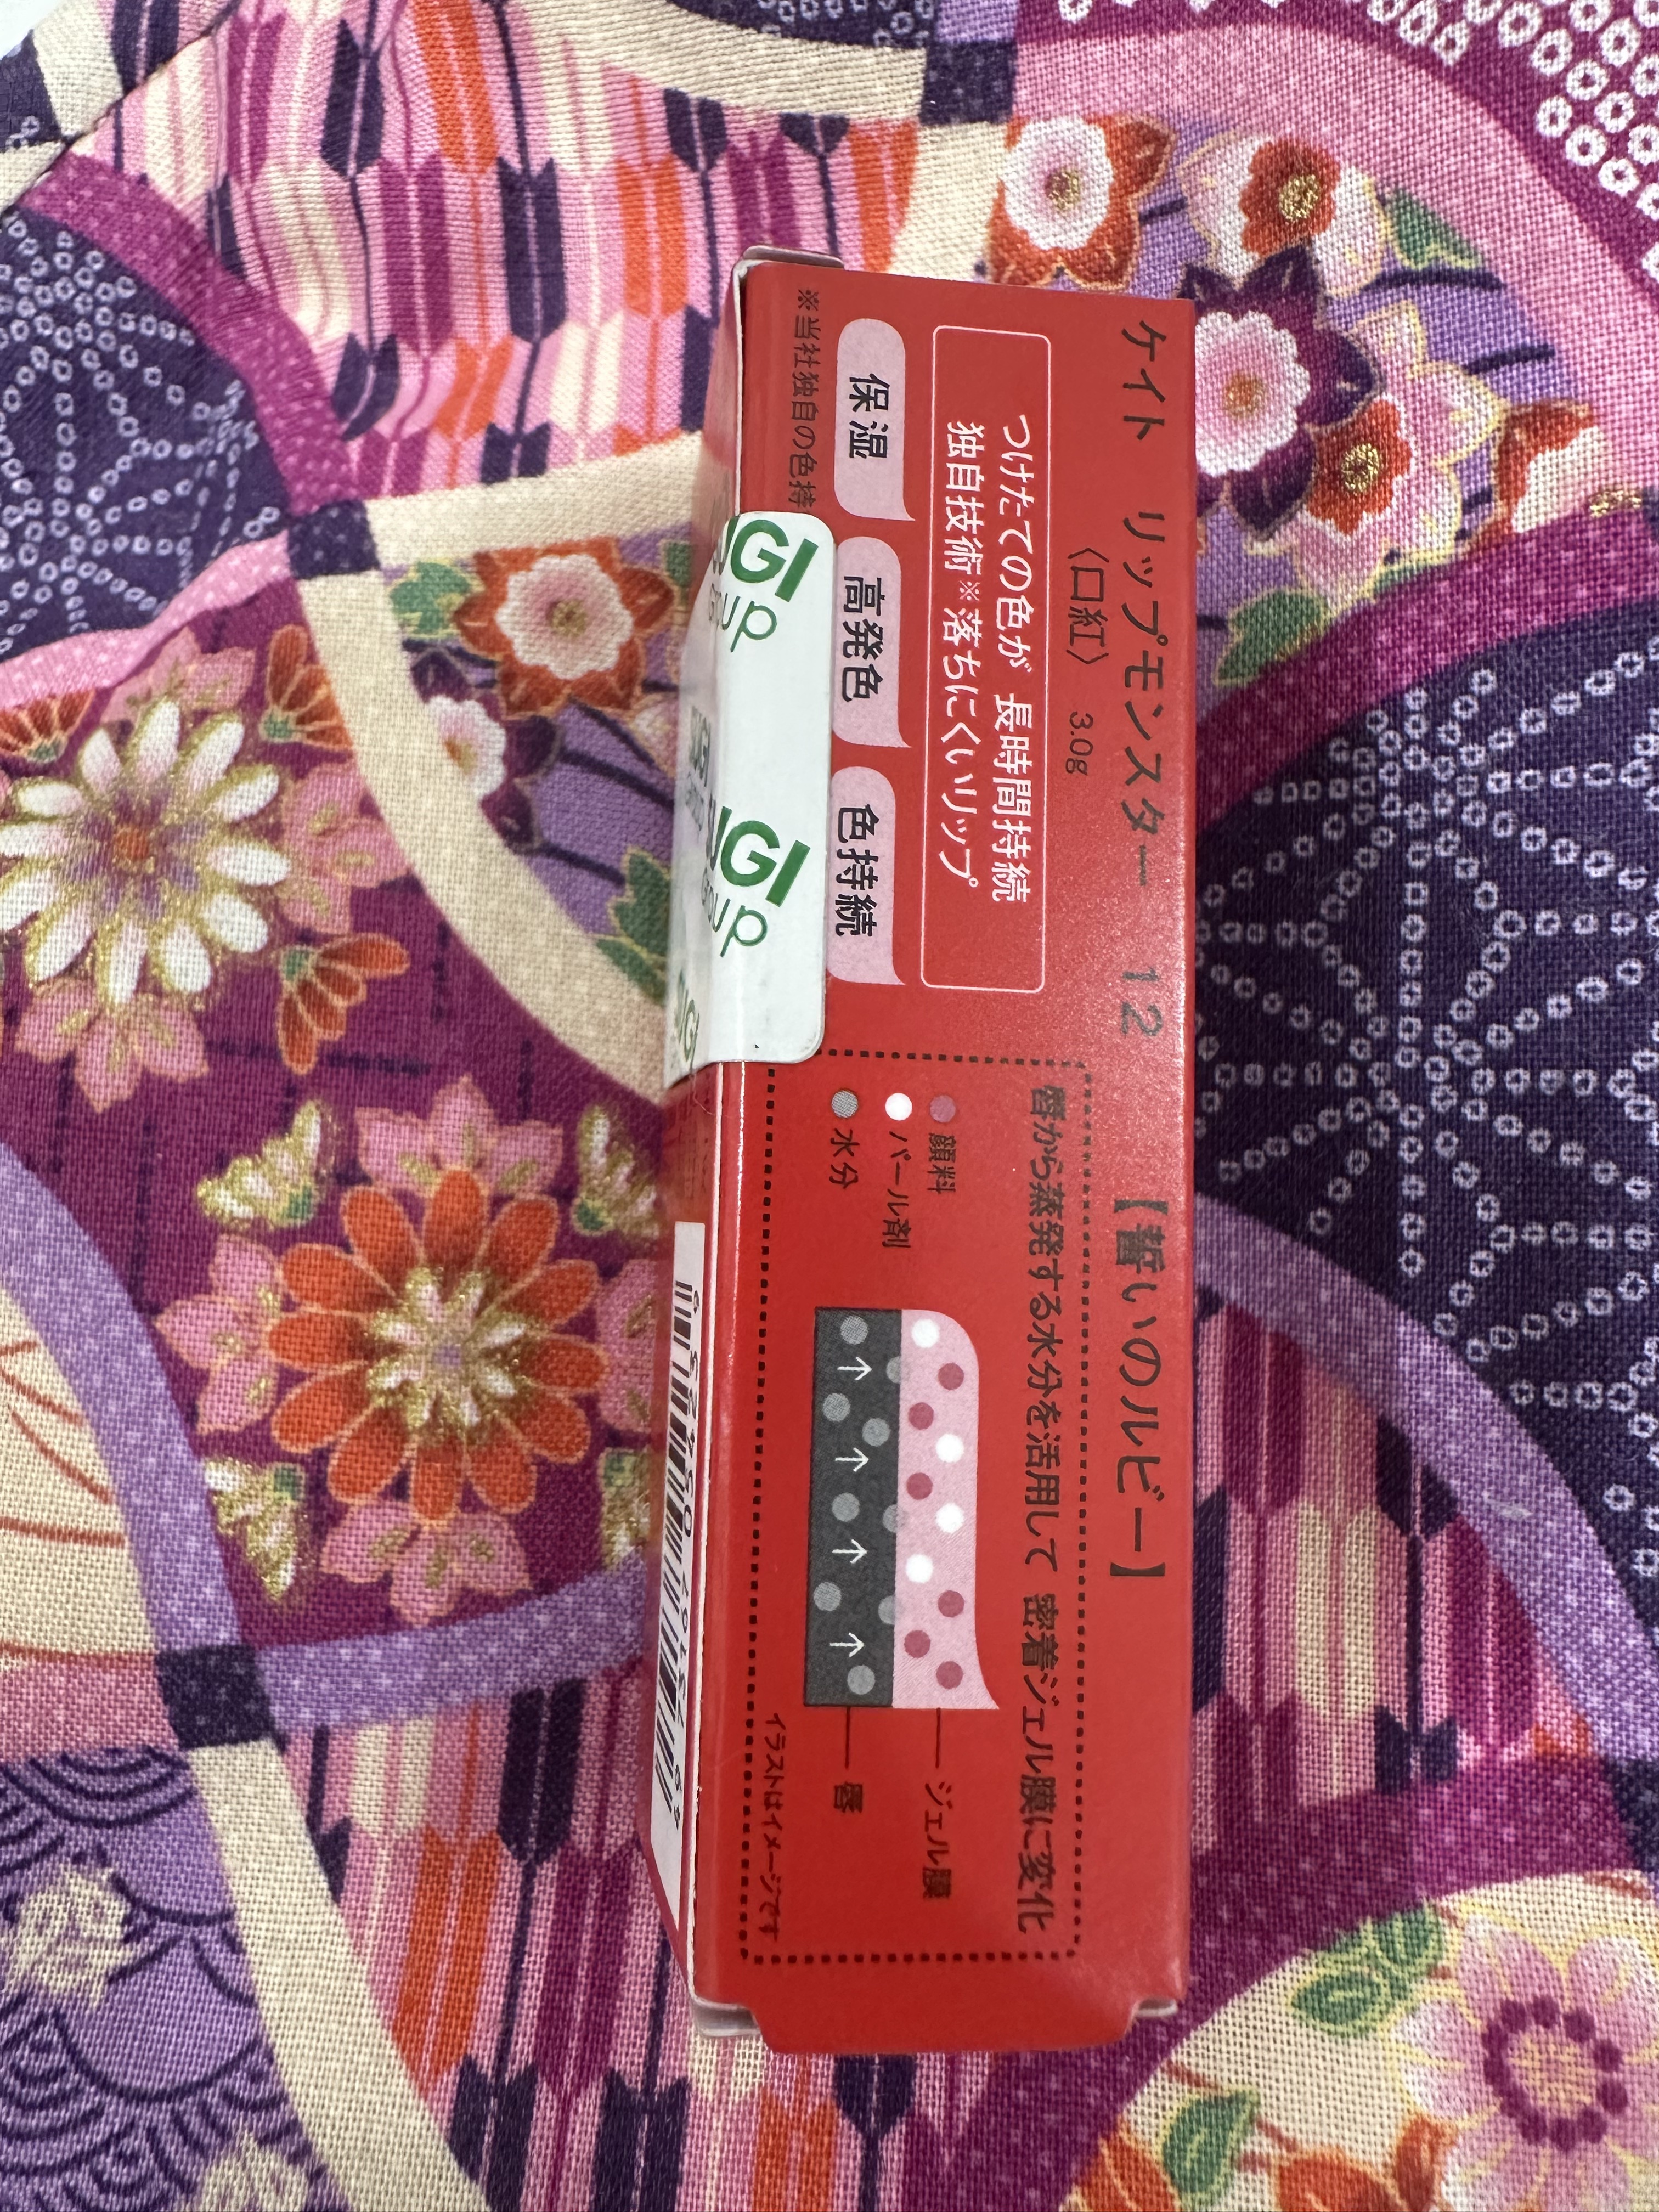 ケイト リップモンスター 12 【誓いのルビー】
〈口紅〉 3.0g
つけたての色が 長時間持続
独自技術※落ちにくいリップ
保湿
高発色
色持続
※当社独自の色持
唇から蒸発する水分を活用して 密着ジェル膜に変化
顔料
パール剤
水分
ジェル膜
唇
イラストはイメージです
UGI
UGI